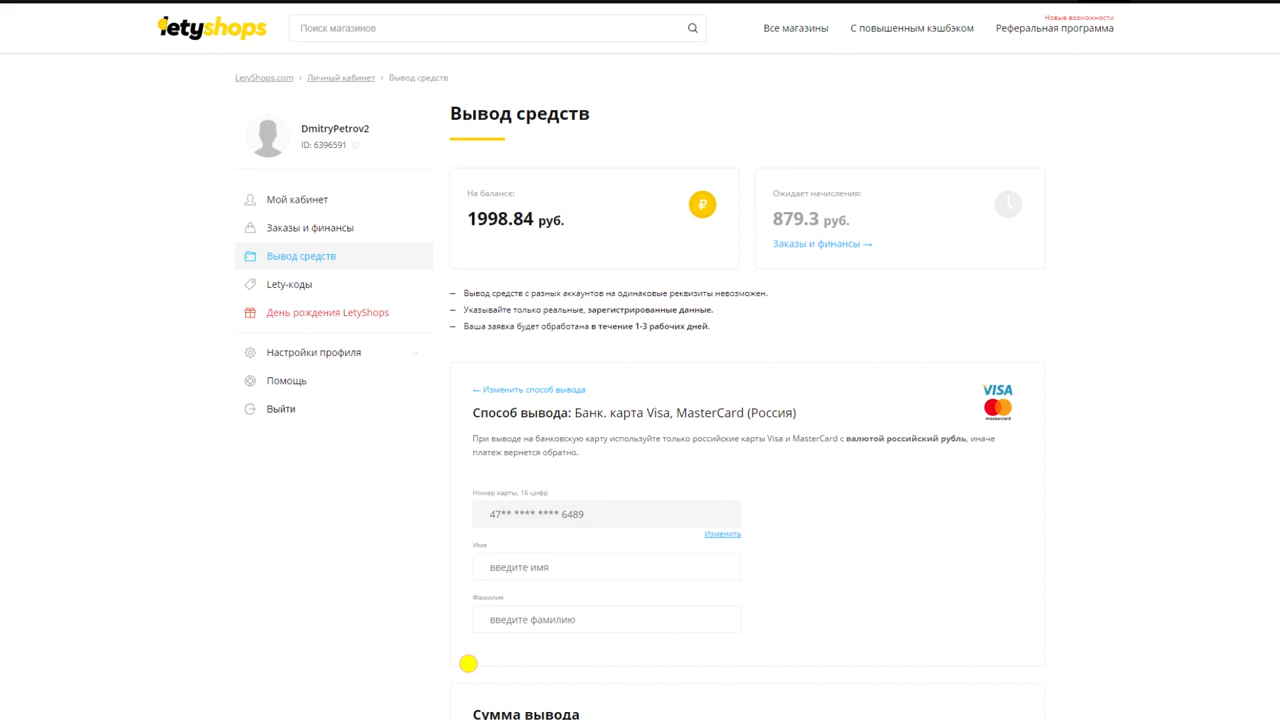 letyshops
Поиск магазинов
Все магазины
С повышенным кэшбэком
Новые возможности
Реферальная программа
LetyShops.com › Личный кабинет › Вывод средств
DmitryPetrov2
ID: 6396591
Мой кабинет
Заказы и финансы
Вывод средств
Lety-коды
День рождения LetyShops
Настройки профиля
Помощь
Выйти
Вывод средств
На балансе:
1998.84 руб.
₽
Ожидает начисления:
879.3 руб.
Заказы и финансы →
— Вывод средств с разных аккаунтов на одинаковые реквизиты невозможен.
— Указывайте только реальные, зарегистрированные данные.
— Ваша заявка будет обработана в течение 1-3 рабочих дней.
← Изменить способ вывода
VISA
mastercard
Способ вывода: Банк. карта Visa, MasterCard (Россия)
При выводе на банковскую карту используйте только российские карты Visa и MasterCard с валютой российский рубль, иначе
платеж вернется обратно.
Номер карты, 16 цифр
47** **** **** 6489
Изменить
Имя
введите имя
Фамилия
введите фамилию
Сумма вывода